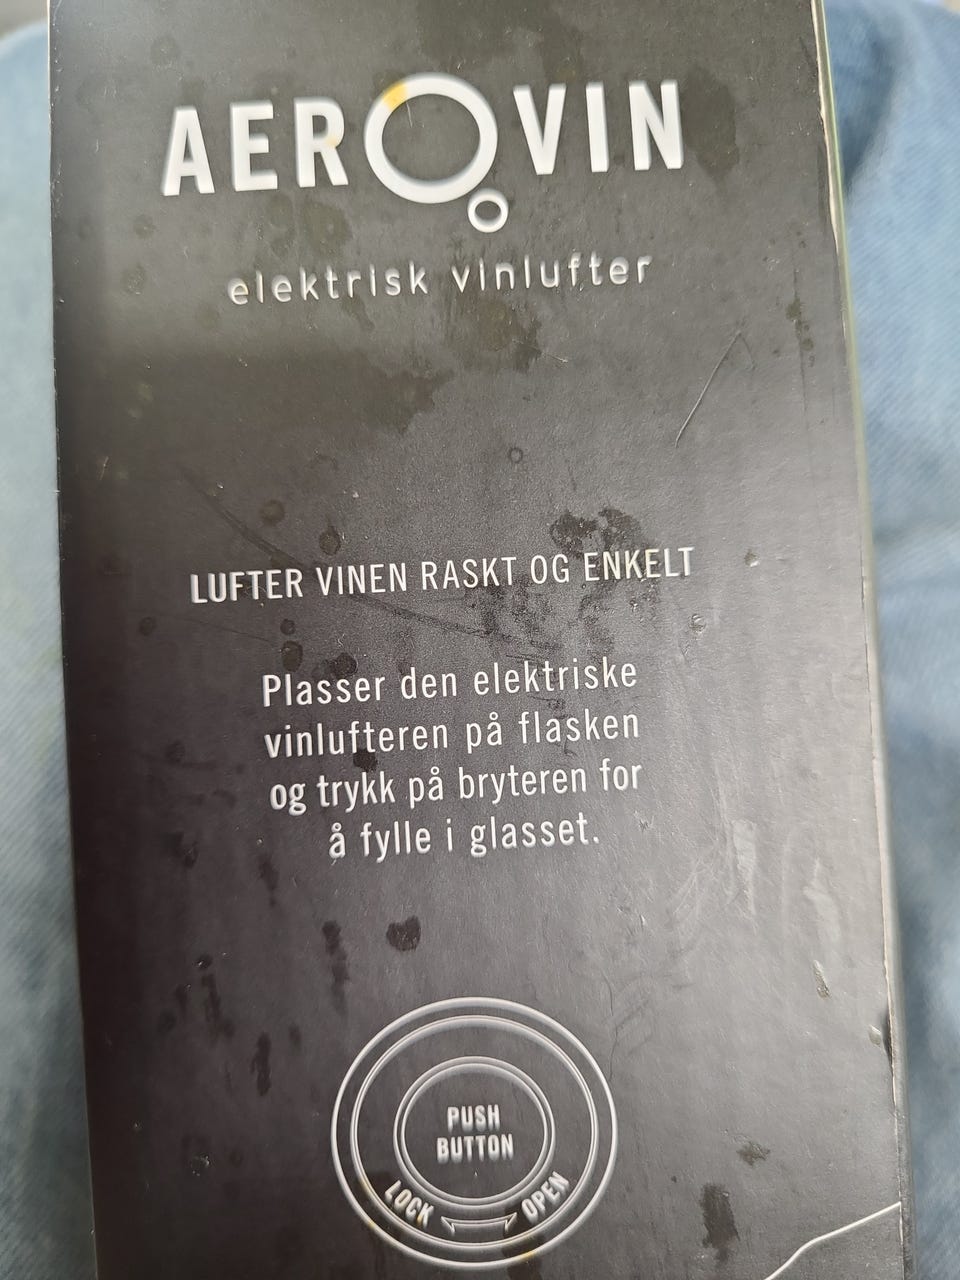 AEROVIN
elektrisk vinlufter
LUFTER VINEN RASKT OG ENKELT
Plasser den elektriske
vinlufteren på flasken
og trykk på bryteren for
å fylle i glasset.
PUSH
BUTTON
LOCK OPEN